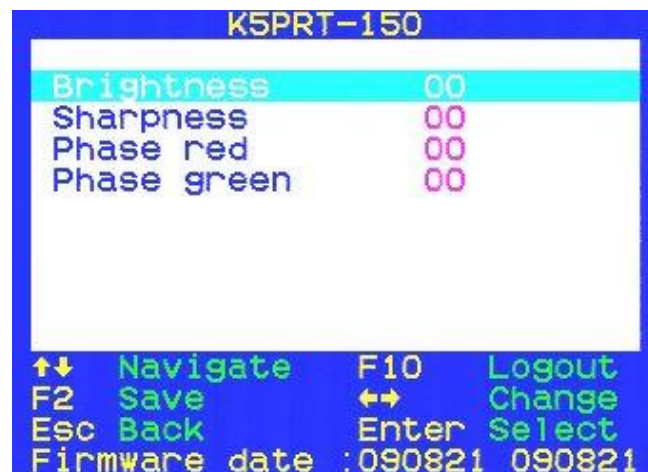 K5PRT-150
Brightness 00
Sharpness 00
Phase red 00
Phase green 00
↑↓ Navigate F10 Logout
F2 Save ←→ Change
Esc Back Enter Select
Firmware date :090821 090821